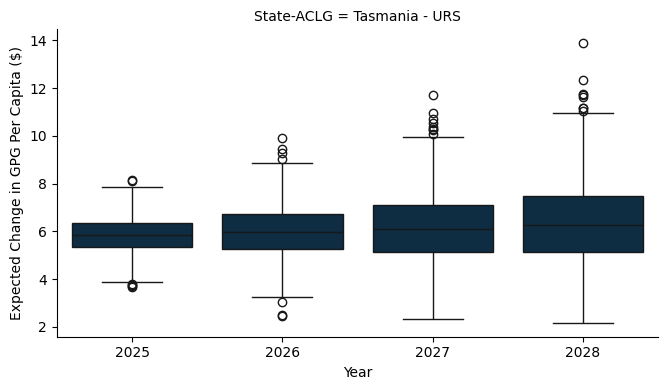 State-ACLG = Tasmania - URS
Expected Change in GPG Per Capita ($)
14
12
10
8
6
4
2
2025 2026 2027 2028
Year